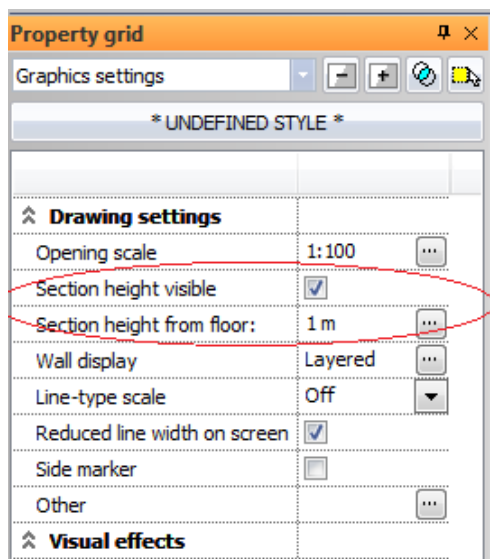 Property grid
Graphics settings
* UNDEFINED STYLE *
Drawing settings
Opening scale 1:100 ...
Section height visible
Section height from floor: 1 m ...
Wall display Layered ...
Line-type scale Off
Reduced line width on screen
Side marker
Other ...
Visual effects